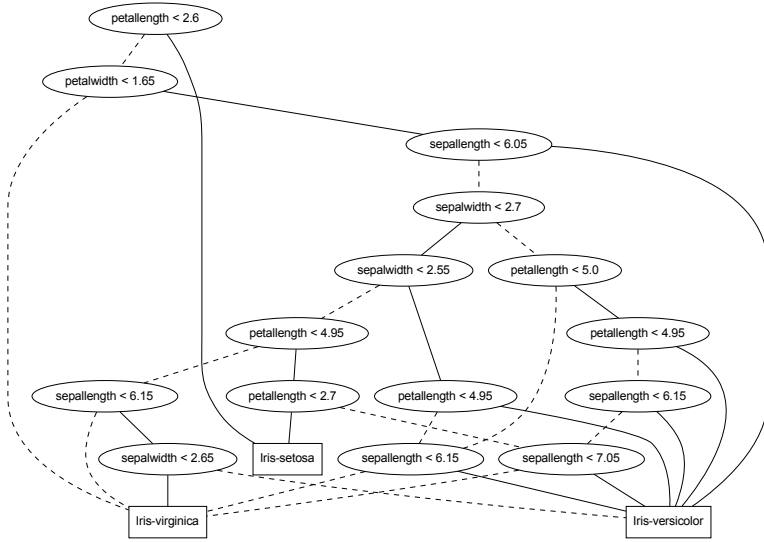 petallength < 2.6
petalwidth < 1.65
sepallength < 6.05
sepalwidth < 2.7
sepalwidth < 2.55
petallength < 5.0
petallength < 4.95
petallength < 4.95
sepallength < 6.15
petallength < 2.7
petallength < 4.95
sepallength < 6.15
sepalwidth < 2.65
Iris-setosa
sepallength < 6.15
sepallength < 7.05
Iris-virginica
Iris-versicolor